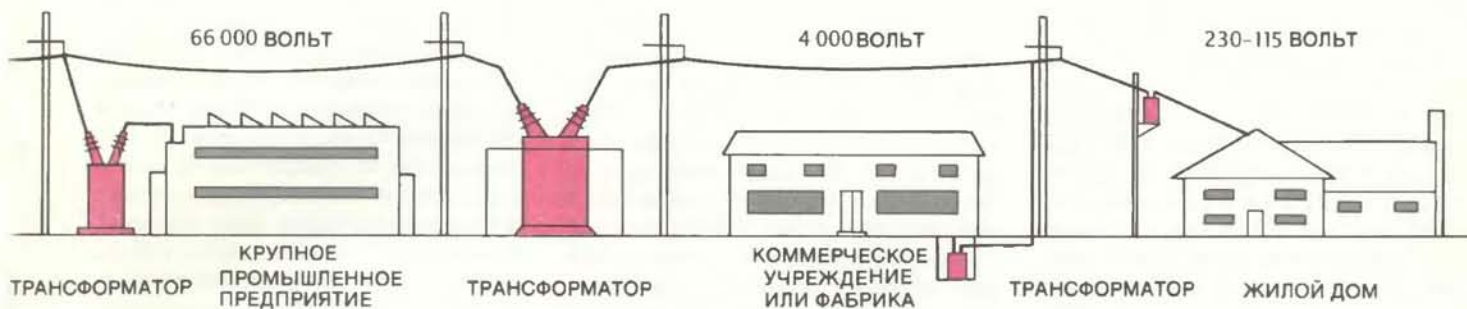 66 000 ВОЛЬТ
4 000 ВОЛЬТ
230-115 ВОЛЬТ
ТРАНСФОРМАТОР
КРУПНОЕ
ПРОМЫШЛЕННОЕ
ПРЕДПРИЯТИЕ
ТРАНСФОРМАТОР
КОММЕРЧЕСКОЕ
УЧРЕЖДЕНИЕ
ИЛИ ФАБРИКА
ТРАНСФОРМАТОР
ЖИЛОЙ ДОМ